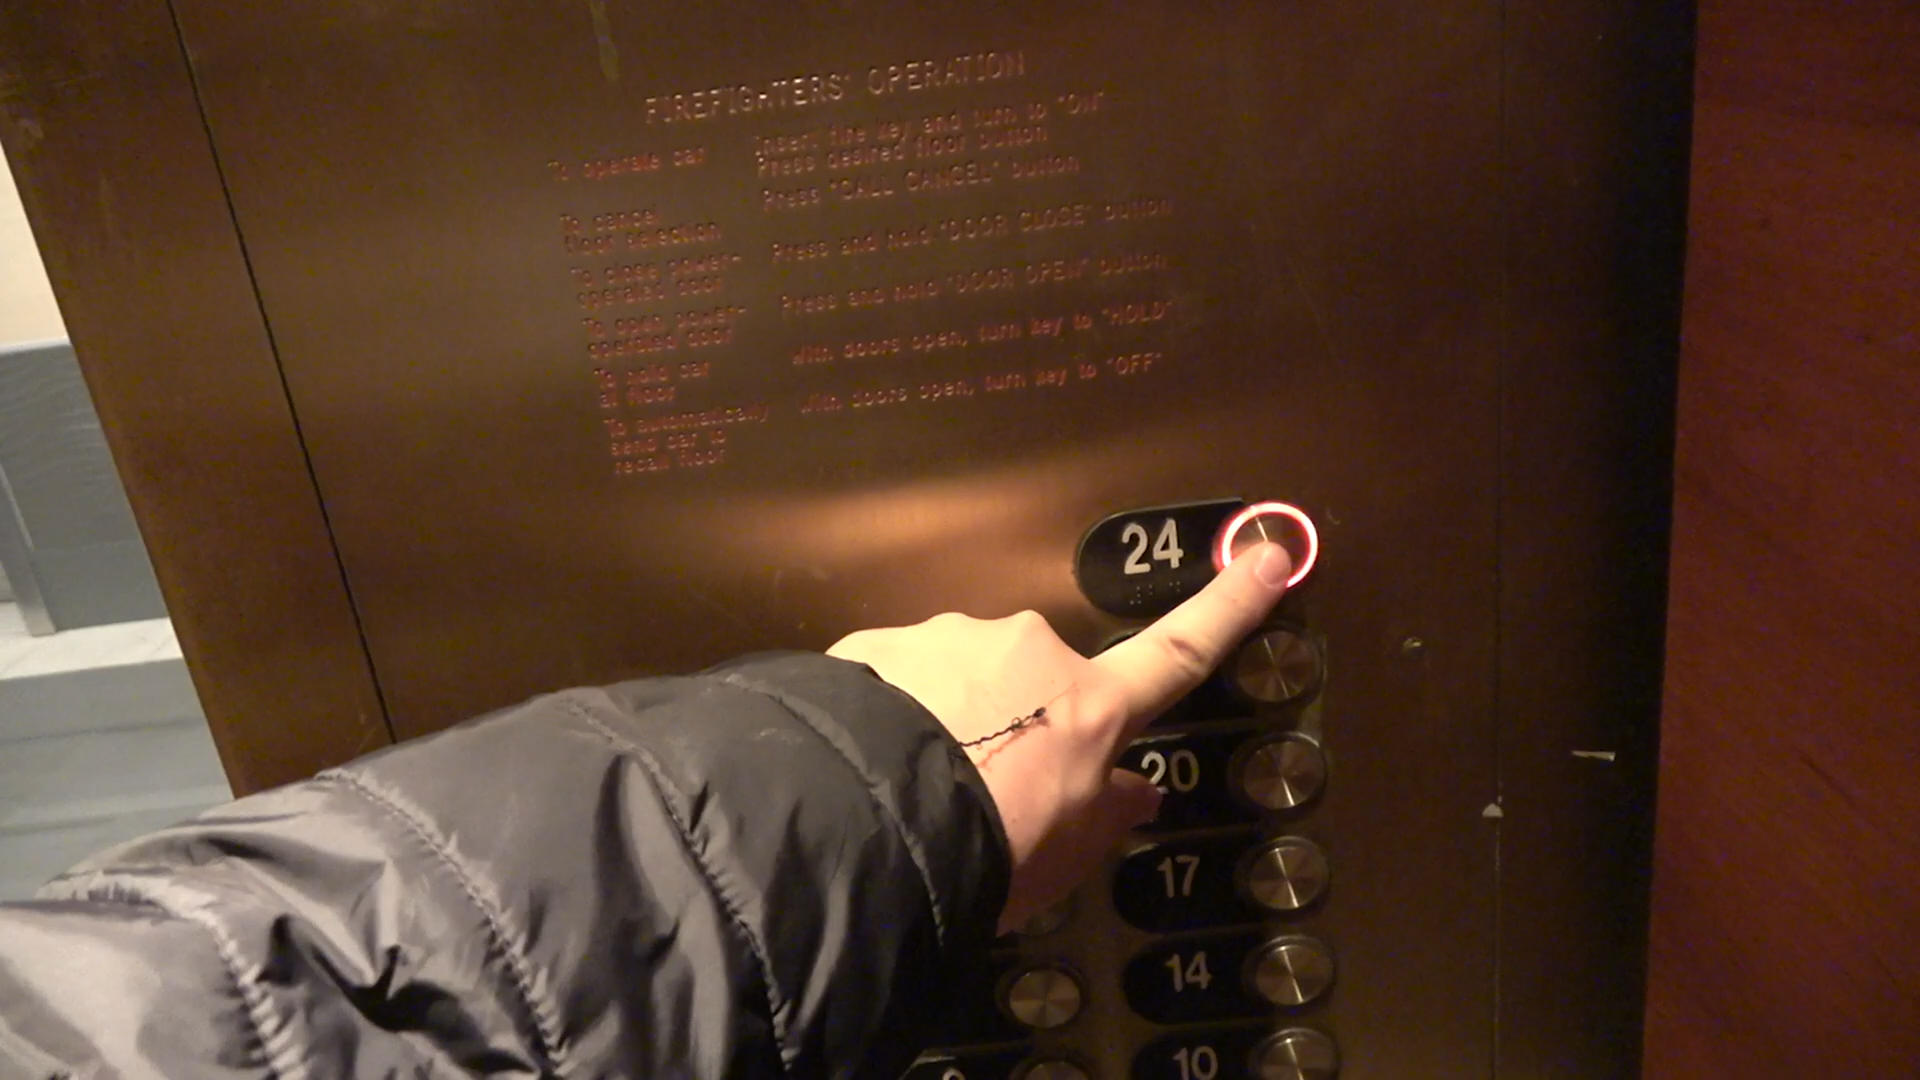 FIREFIGHTERS' OPERATION
To operate car
Insert fire key and turn to "ON"
Press desired floor button
To cancel
floor selection
Press "CALL CANCEL" button
To close power-
operated door
Press and hold "DOOR CLOSE" button
To open power-
operated door
Press and hold "DOOR OPEN" button
To hold car
at floor
With doors open, turn key to "HOLD"
To automatically
send car to
recall floor
With doors open, turn key to "OFF"
24
20
17
14
10